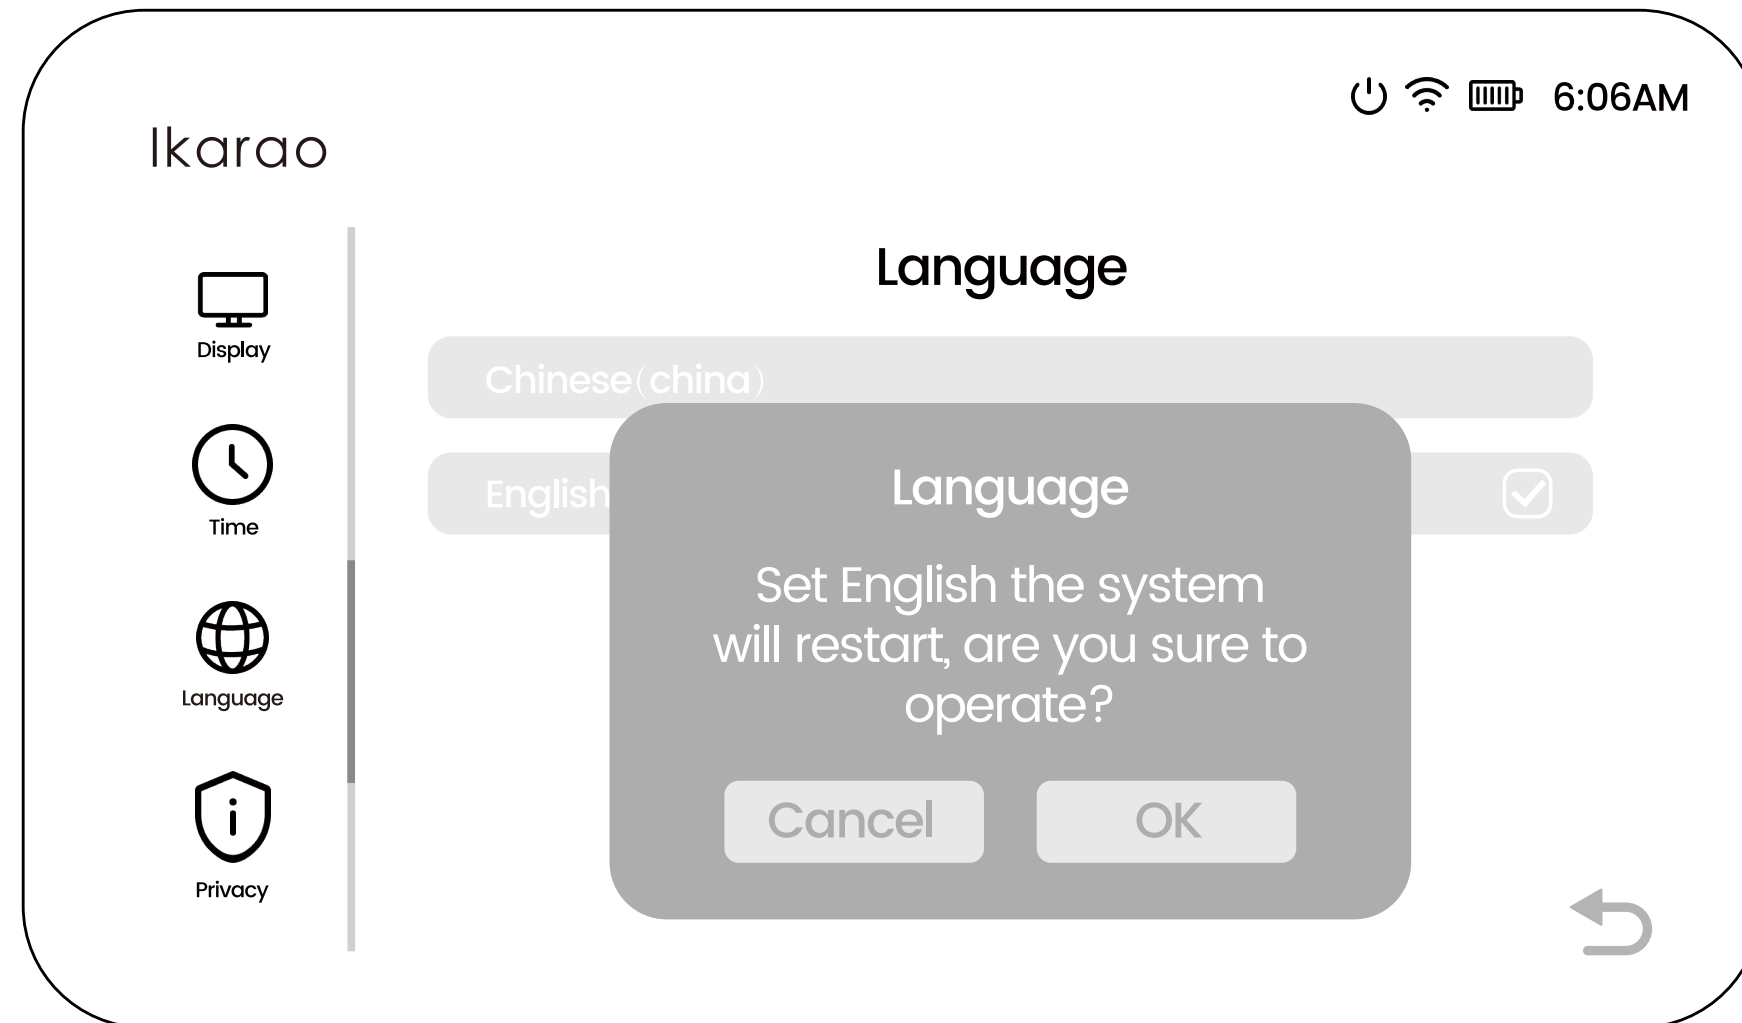 6:06AM
Ikarao
Language
Display
Chinese（china）
Time
English
Language
Set English the system
will restart, are you sure to
operate?
Language
Cancel
OK
Privacy